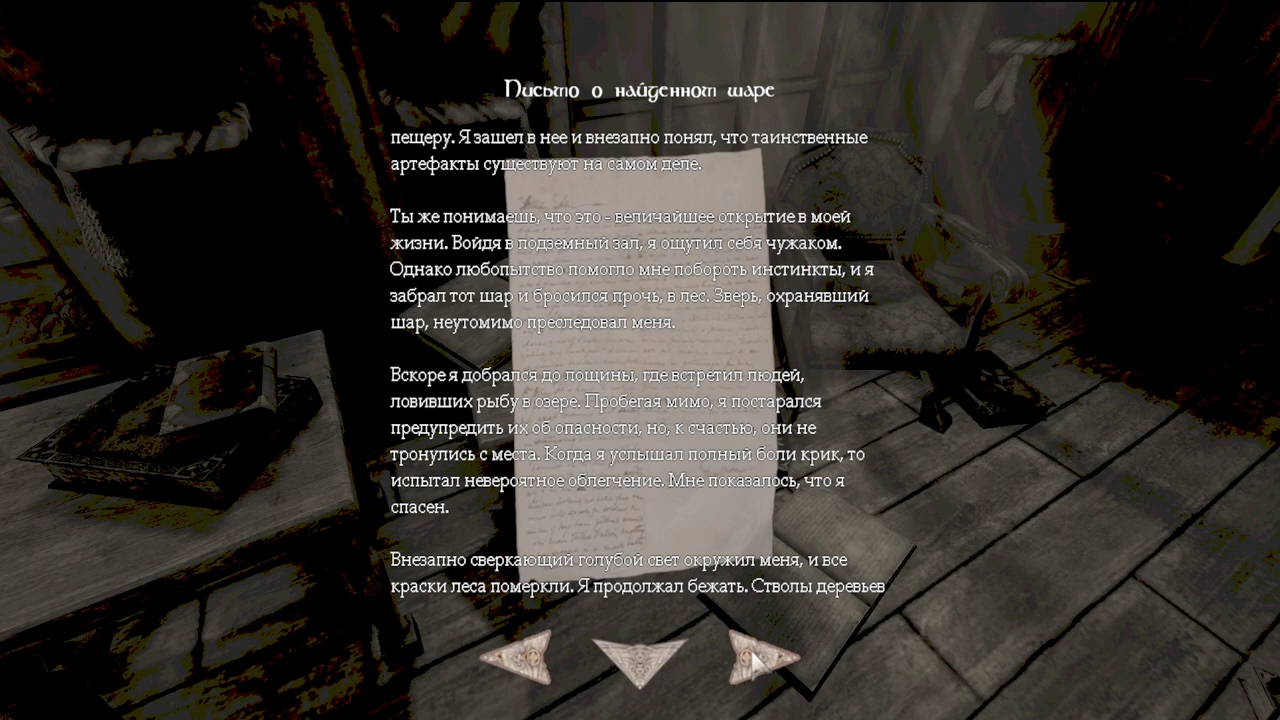 Письмо о найденном шаре
пещеру. Я зашел в нее и внезапно понял, что таинственные
артефакты существуют на самом деле.
Ты же понимаешь, что это - величайшее открытие в моей
жизни. Войдя в подземный зал, я ощутил себя чужаком.
Однако любопытство помогло мне побороть инстинкты, и я
забрал тот шар и бросился прочь, в лес. Зверь, охранявший
шар, неутомимо преследовал меня.
Вскоре я добрался до лощины, где встретил людей,
ловивших рыбу в озере. Пробегая мимо, я постарался
предупредить их об опасности, но, к счастью, они не
тронулись с места. Когда я услышал полный боли крик, то
испытал невероятное облегчение. Мне показалось, что я
спасен.
Внезапно сверкающий голубой свет окружил меня, и все
краски леса померкли. Я продолжал бежать. Стволы деревьев